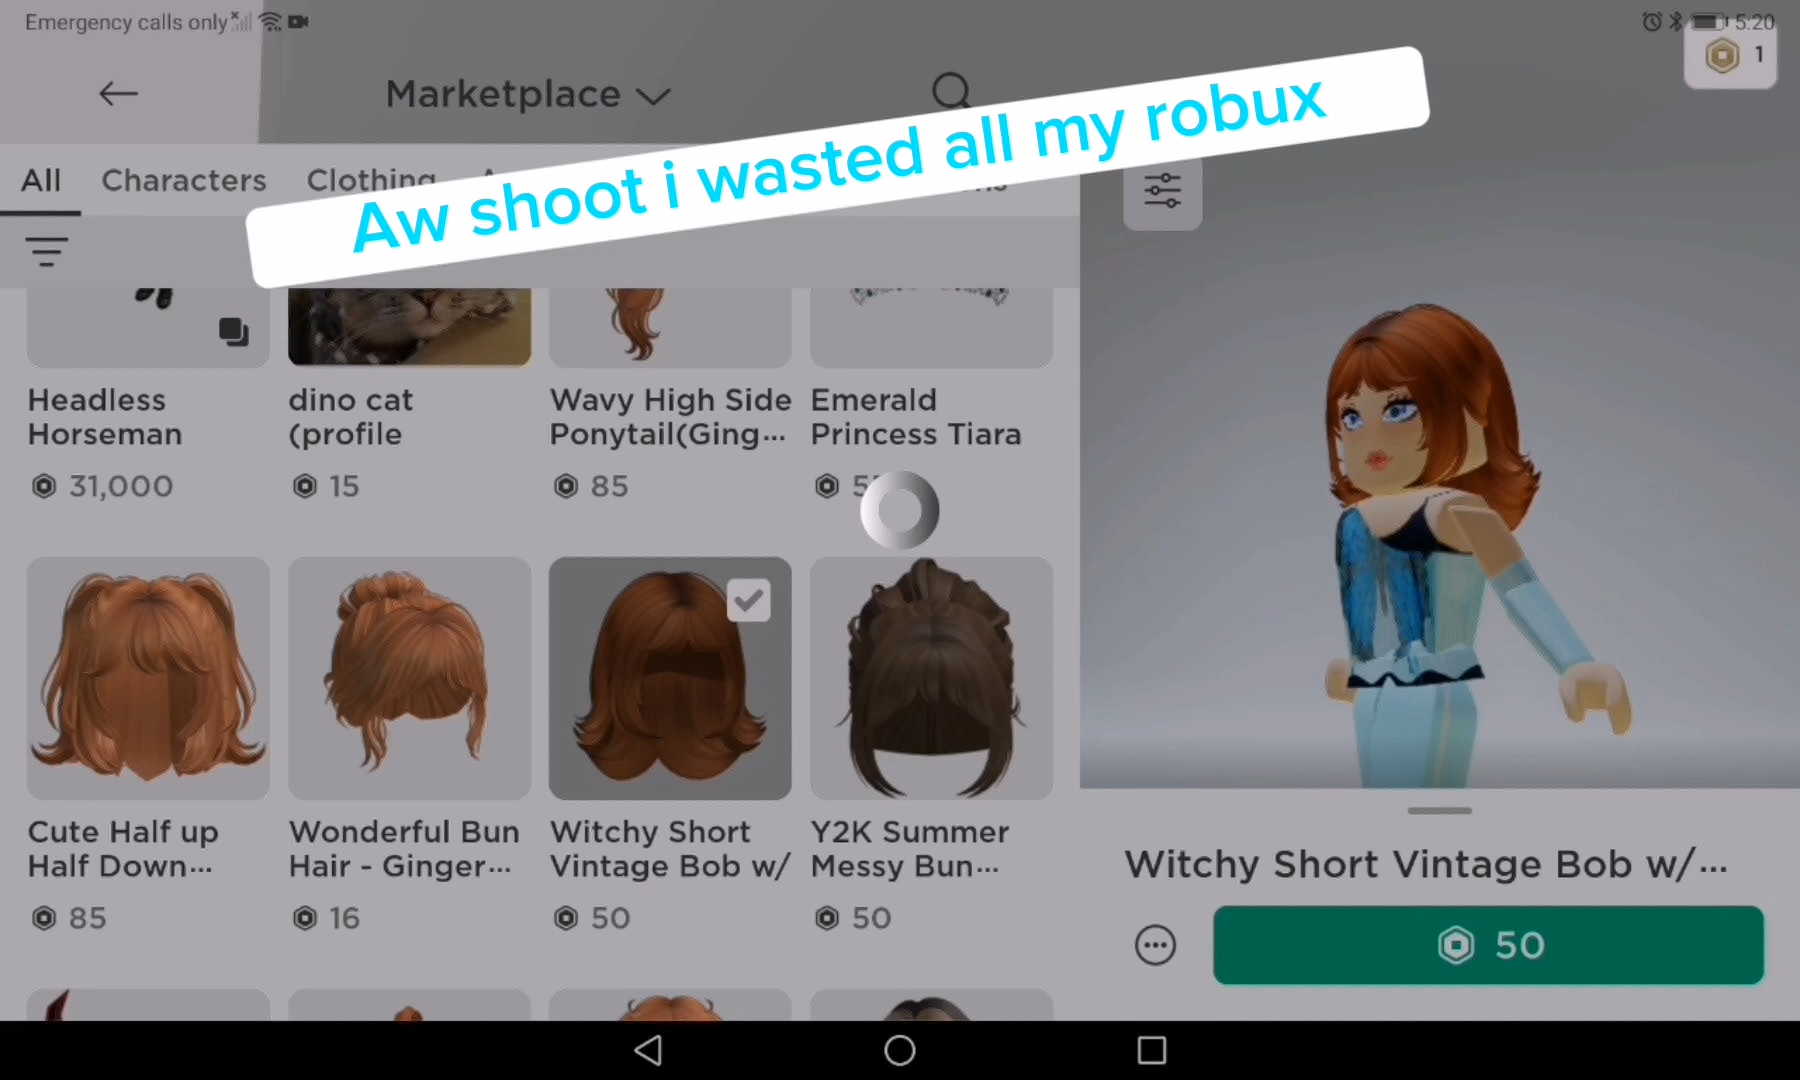 Emergency calls only
5:20
1
Marketplace
Aw shoot i wasted all my robux
All Characters Clothing
Headless
Horseman
31,000
dino cat
(profile
15
Wavy High Side
Ponytail(Ging...
85
Emerald
Princess Tiara
Cute Half up
Half Down...
85
Wonderful Bun
Hair - Ginger...
16
Witchy Short
Vintage Bob w/
50
Y2K Summer
Messy Bun...
50
Witchy Short Vintage Bob w/...
50